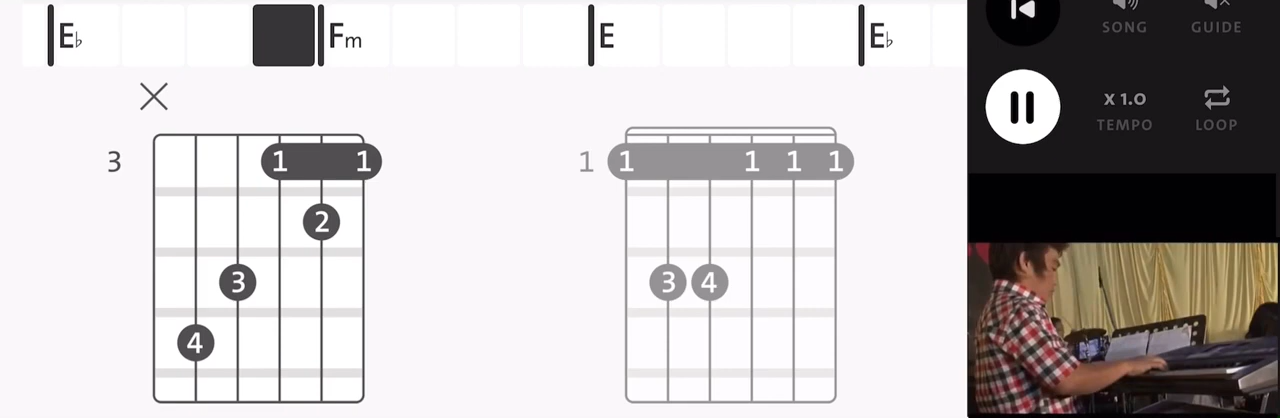 E♭ Fm E E♭
SONG GUIDE
x 1.0
TEMPO LOOP
3 1 1
2
3
4
1 1 1 1 1
3 4